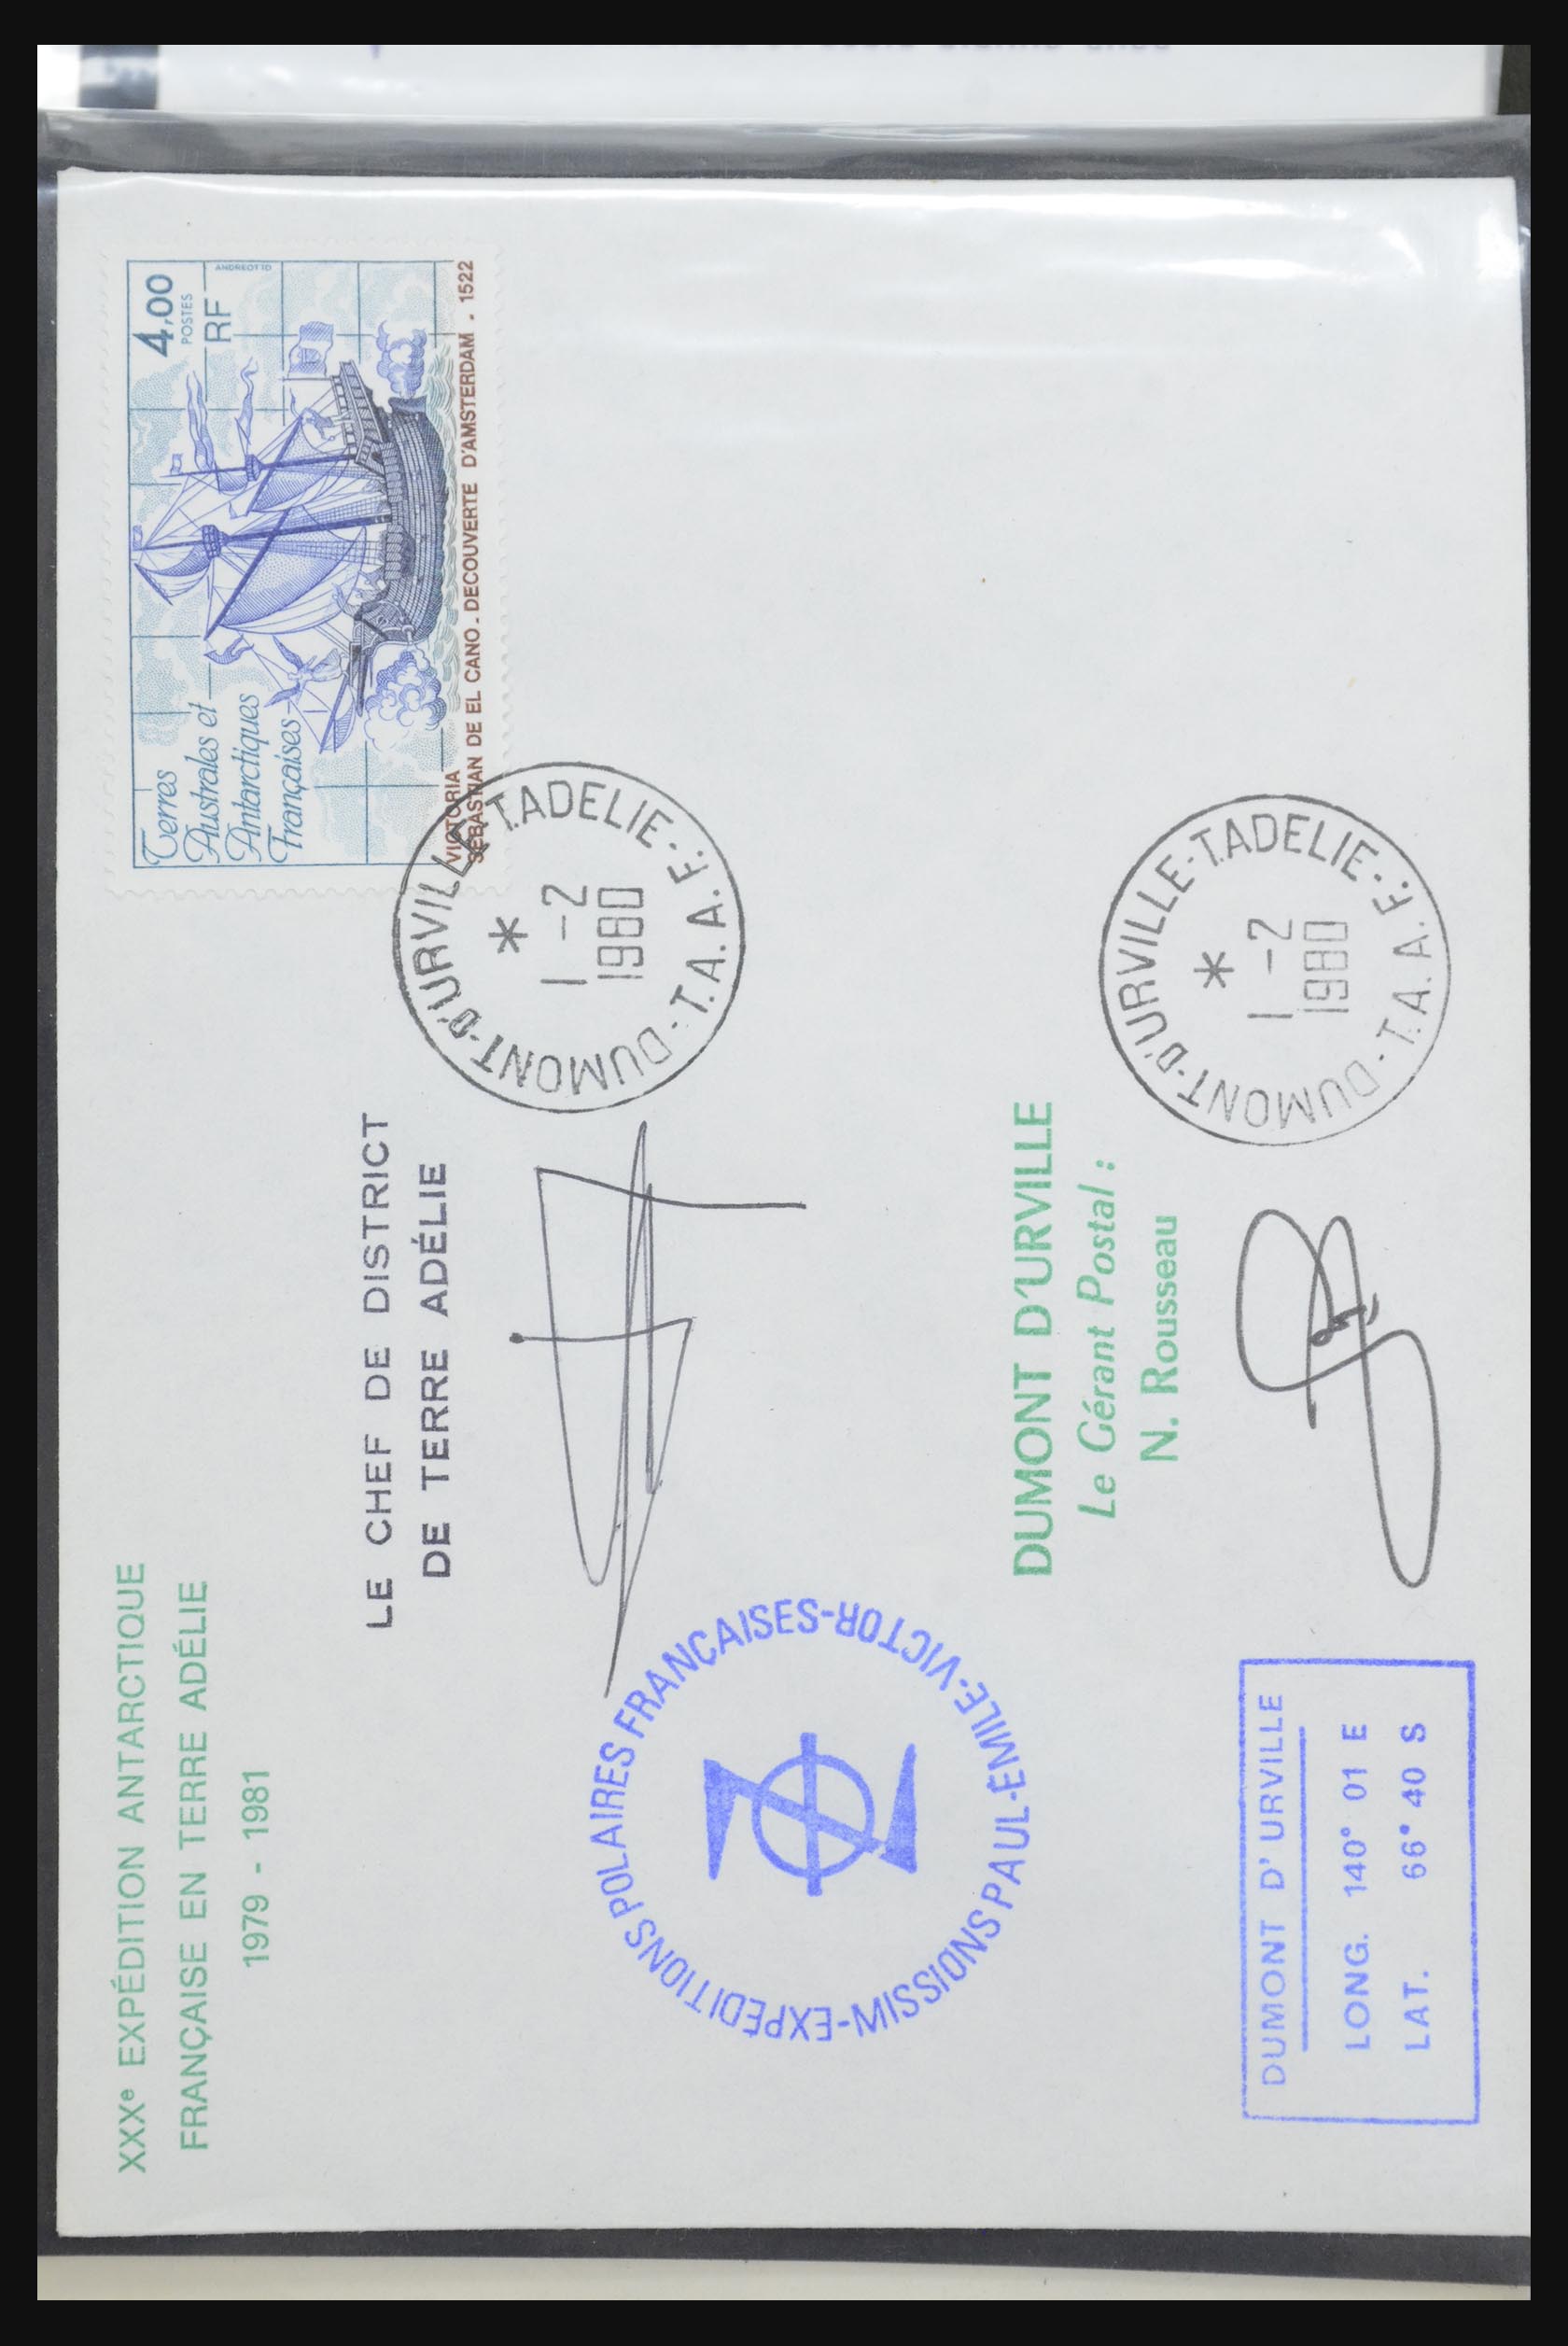 XXXe EXPÉDITION ANTARCTIQUE
FRANÇAISE EN TERRE ADÉLIE
1979 - 1981
Terres
Australes et
Antarctiques
Françaises
4,00
POSTES
RF
ANDREOTTO
VICTORIA
SEBASTIAN DE EL CANO - DECOUVERTE D'AMSTERDAM - 1522
LE CHEF DE DISTRICT
DE TERRE ADÉLIE
DUMONT-D'URVILLE-T.ADELIE-
T.A.A.F.
*
1 -2
1980
EXPEDITIONS POLAIRES FRANCAISES-
MISSIONS PAUL-EMILE-VICTOR-
DUMONT D'URVILLE
Le Gérant Postal :
N. Rousseau
DUMONT-D'URVILLE-T.ADELIE-
T.A.A.F.
*
1 -2
1980
DUMONT D'URVILLE
LONG. 140° 01 E
LAT. 66° 40 S